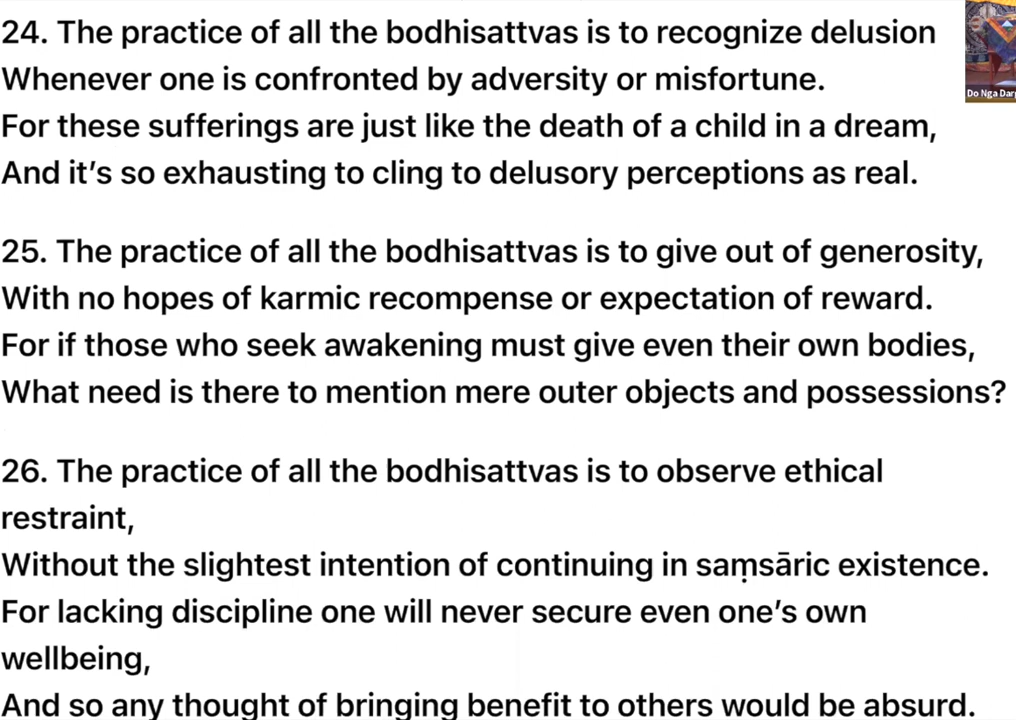 24. The practice of all the bodhisattvas is to recognize delusion
Whenever one is confronted by adversity or misfortune.
For these sufferings are just like the death of a child in a dream,
And it’s so exhausting to cling to delusory perceptions as real.
25. The practice of all the bodhisattvas is to give out of generosity,
With no hopes of karmic recompense or expectation of reward.
For if those who seek awakening must give even their own bodies,
What need is there to mention mere outer objects and possessions?
26. The practice of all the bodhisattvas is to observe ethical
restraint,
Without the slightest intention of continuing in saṃsāric existence.
For lacking discipline one will never secure even one’s own
wellbeing,
And so any thought of bringing benefit to others would be absurd.
Do Nga Dar